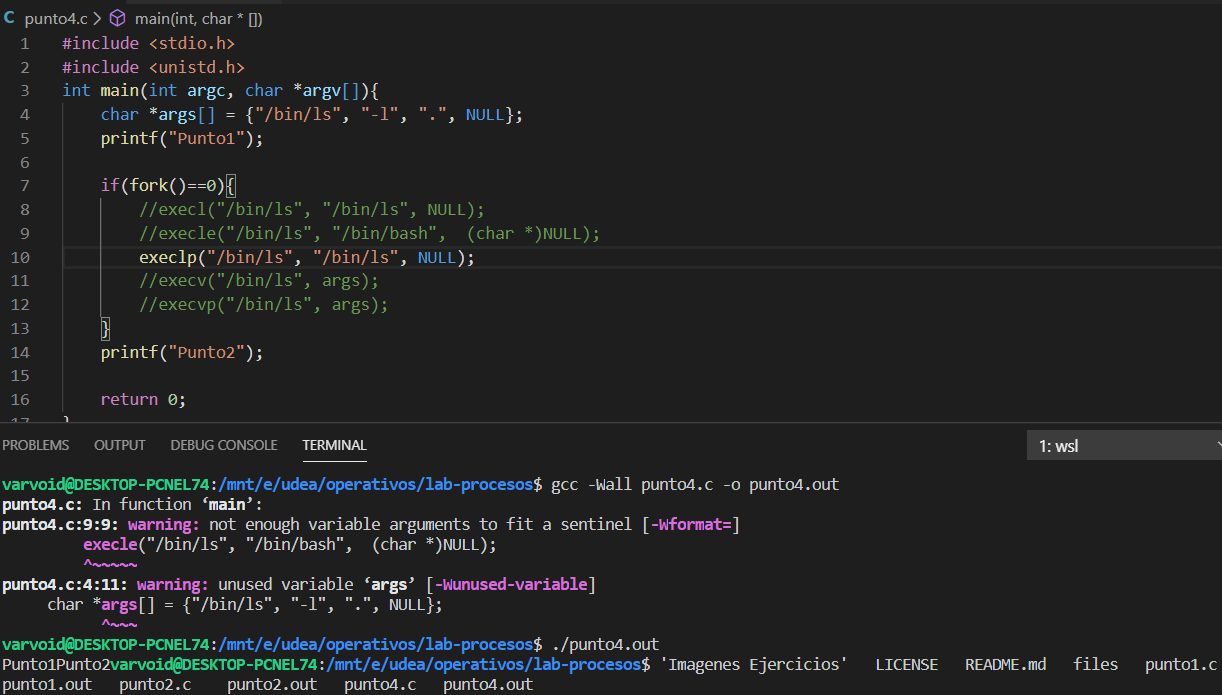 C punto4.c > main(int, char * [])
1 #include <stdio.h>
2 #include <unistd.h>
3 int main(int argc, char *argv[]){
4     char *args[] = {"/bin/ls", "-l", ".", NULL};
5     printf("Punto1");
6
7     if(fork()==0){
8         //execl("/bin/ls", "/bin/ls", NULL);
9         //execle("/bin/ls", "/bin/bash",  (char *)NULL);
10         execlp("/bin/ls", "/bin/ls", NULL);
11         //execv("/bin/ls", args);
12         //execvp("/bin/ls", args);
13     }
14     printf("Punto2");
15
16     return 0;
17 }
PROBLEMS OUTPUT DEBUG CONSOLE TERMINAL 1: wsl
varvoid@DESKTOP-PCNEL74:/mnt/e/udea/operativos/lab-procesos$ gcc -Wall punto4.c -o punto4.out
punto4.c: In function ‘main’:
punto4.c:9:9: warning: not enough variable arguments to fit a sentinel [-Wformat=]
         execle("/bin/ls", "/bin/bash",  (char *)NULL);
         ^~~~~~
punto4.c:4:11: warning: unused variable ‘args’ [-Wunused-variable]
     char *args[] = {"/bin/ls", "-l", ".", NULL};
           ^~~~
varvoid@DESKTOP-PCNEL74:/mnt/e/udea/operativos/lab-procesos$ ./punto4.out
Punto1Punto2varvoid@DESKTOP-PCNEL74:/mnt/e/udea/operativos/lab-procesos$ 'Imagenes Ejercicios'   LICENSE   README.md   files   punto1.c
punto1.out   punto2.c    punto2.out   punto4.c   punto4.out